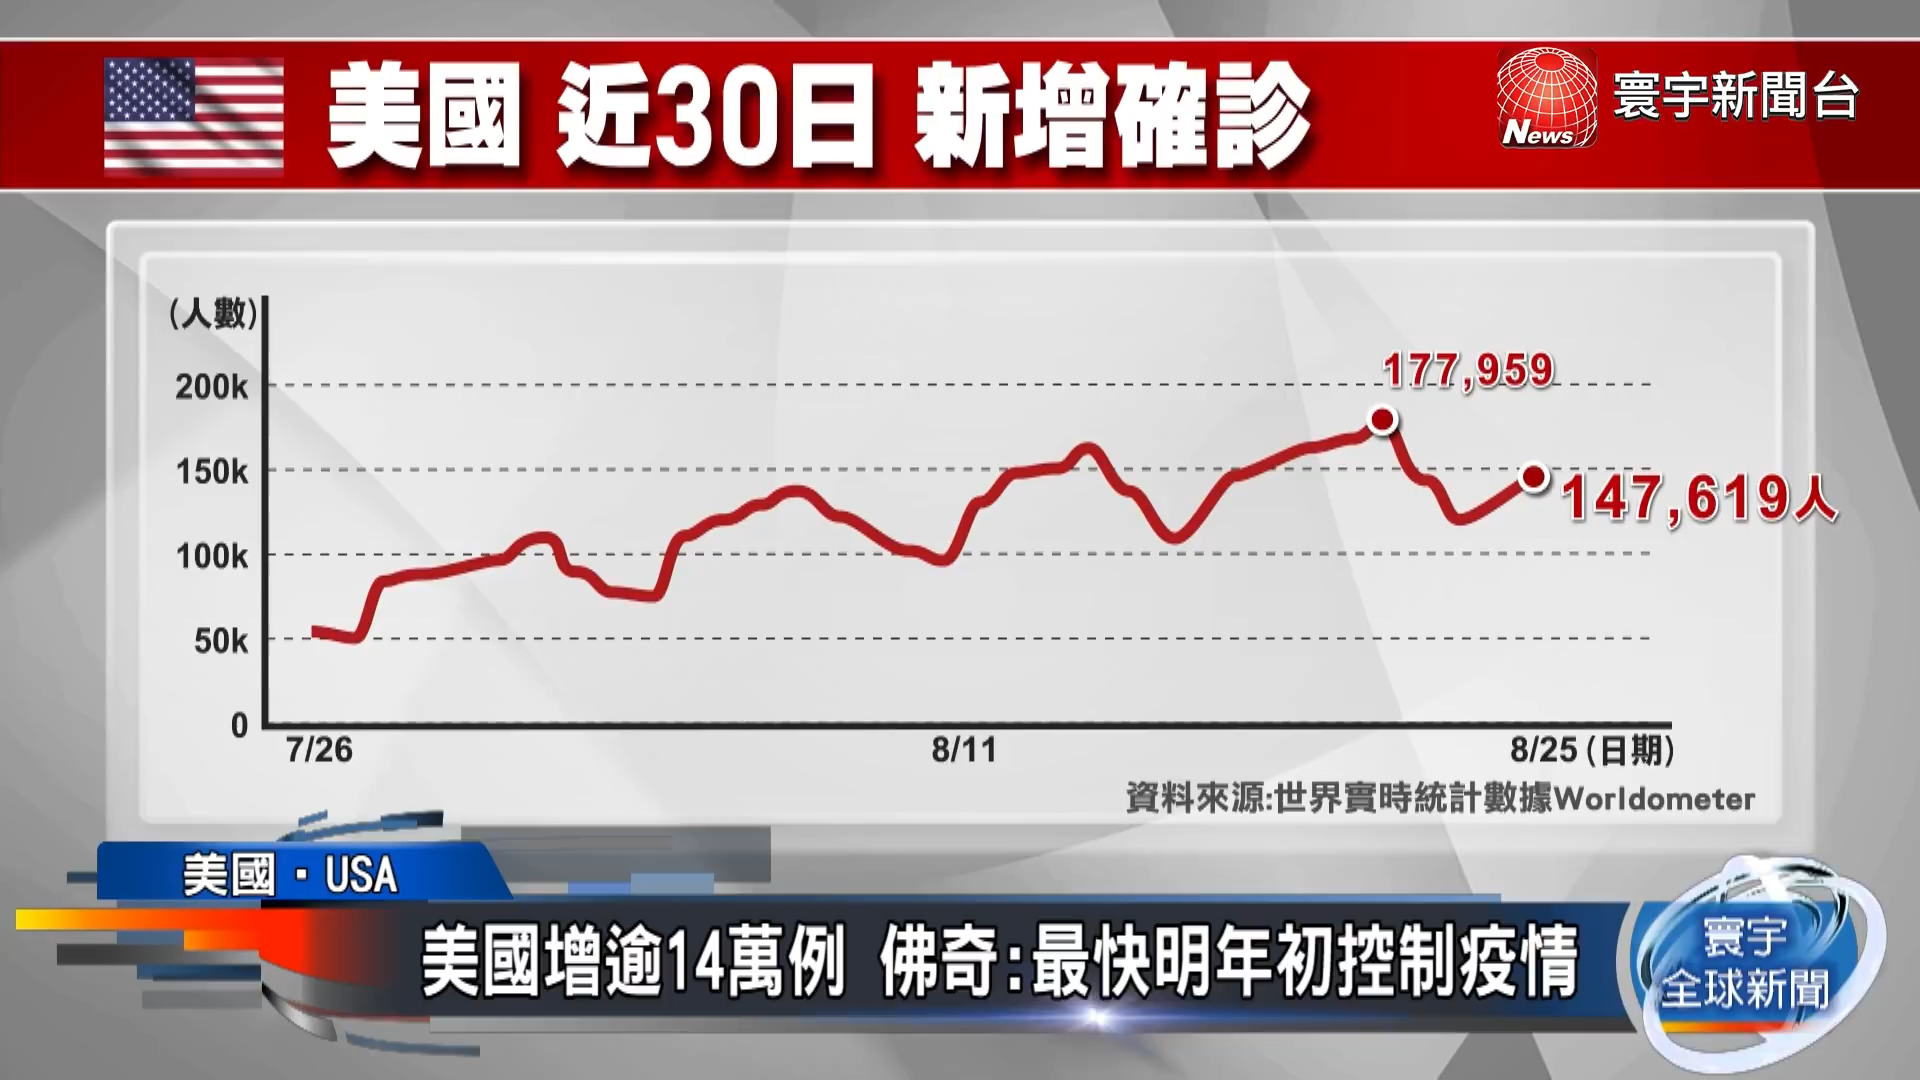 美國 近30日 新增確診
News
寰宇新聞台
(人數)
200k
150k
100k
50k
0
177,959
147,619人
7/26
8/11
8/25 (日期)
資料來源:世界實時統計數據Worldometer
美國·USA
美國增逾14萬例 佛奇:最快明年初控制疫情
寰宇
全球新聞